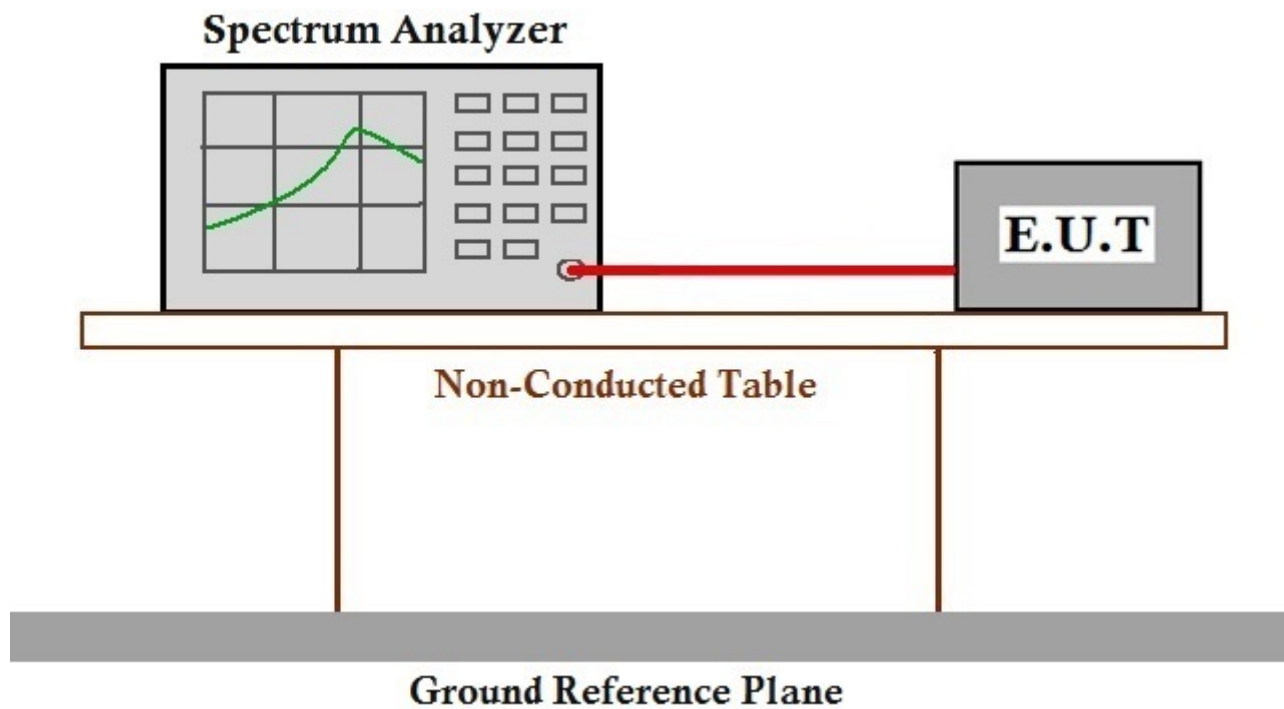 Spectrum Analyzer
E.U.T
Non-Conducted Table
Ground Reference Plane